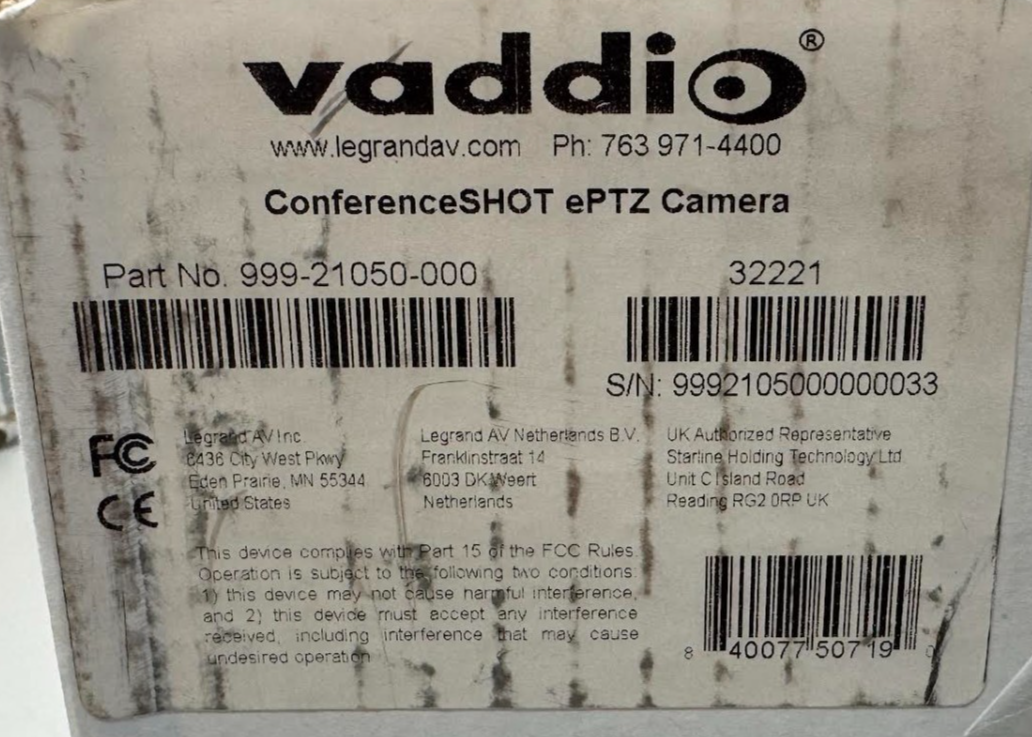 vaddio®
www.legrandav.com Ph: 763 971-4400
ConferenceSHOT ePTZ Camera
Part No. 999-21050-000
32221
S/N: 9992105000000033
FC
CE
Legrand AV Inc.
6436 City West Pkwy
Eden Prairie, MN 55344
United States
Legrand AV Netherlands B.V.
Franklinstraat 14
6003 DK Weert
Netherlands
UK Authorized Representative
Starline Holding Technology Ltd
Unit C Island Road
Reading RG2 0RP UK
This device complies with Part 15 of the FCC Rules.
Operation is subject to the following two conditions:
1) this device may not cause harmful interference,
and 2) this device must accept any interference
received, including interference that may cause
undesired operation
8 40077 50719 0